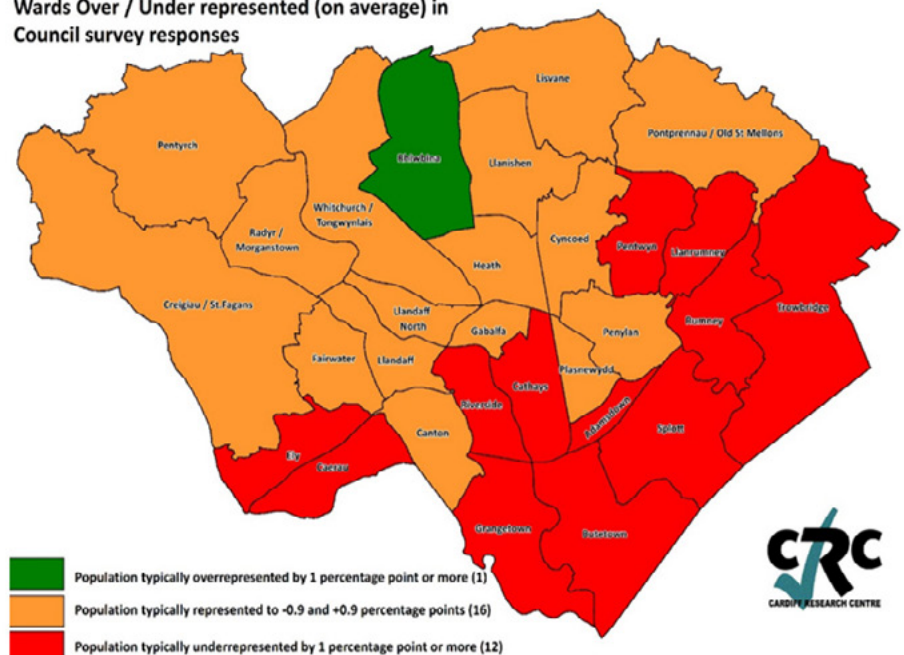 Wards Over / Under represented (on average) in
Council survey responses
Lisvane
Pentyrch
Pontprennau / Old St Mellons
Rhiwbina
Llanishen
Whitchurch /
Tongwynlais
Radyr /
Morganstown
Cyncoed
Pentwyn
Llanrumney
Heath
Creigiau / St.Fagans
Trowbridge
Llandaff
North
Gabalfa
Penylan
Rumney
Fairwater
Llandaff
Plasnewydd
Cathays
Riverside
Adamsdown
Canton
Splott
Ely
Caerau
Grangetown
Butetown
CRC
CARDIFF RESEARCH CENTRE
Population typically overrepresented by 1 percentage point or more (1)
Population typically represented to -0.9 and +0.9 percentage points (16)
Population typically underrepresented by 1 percentage point or more (12)